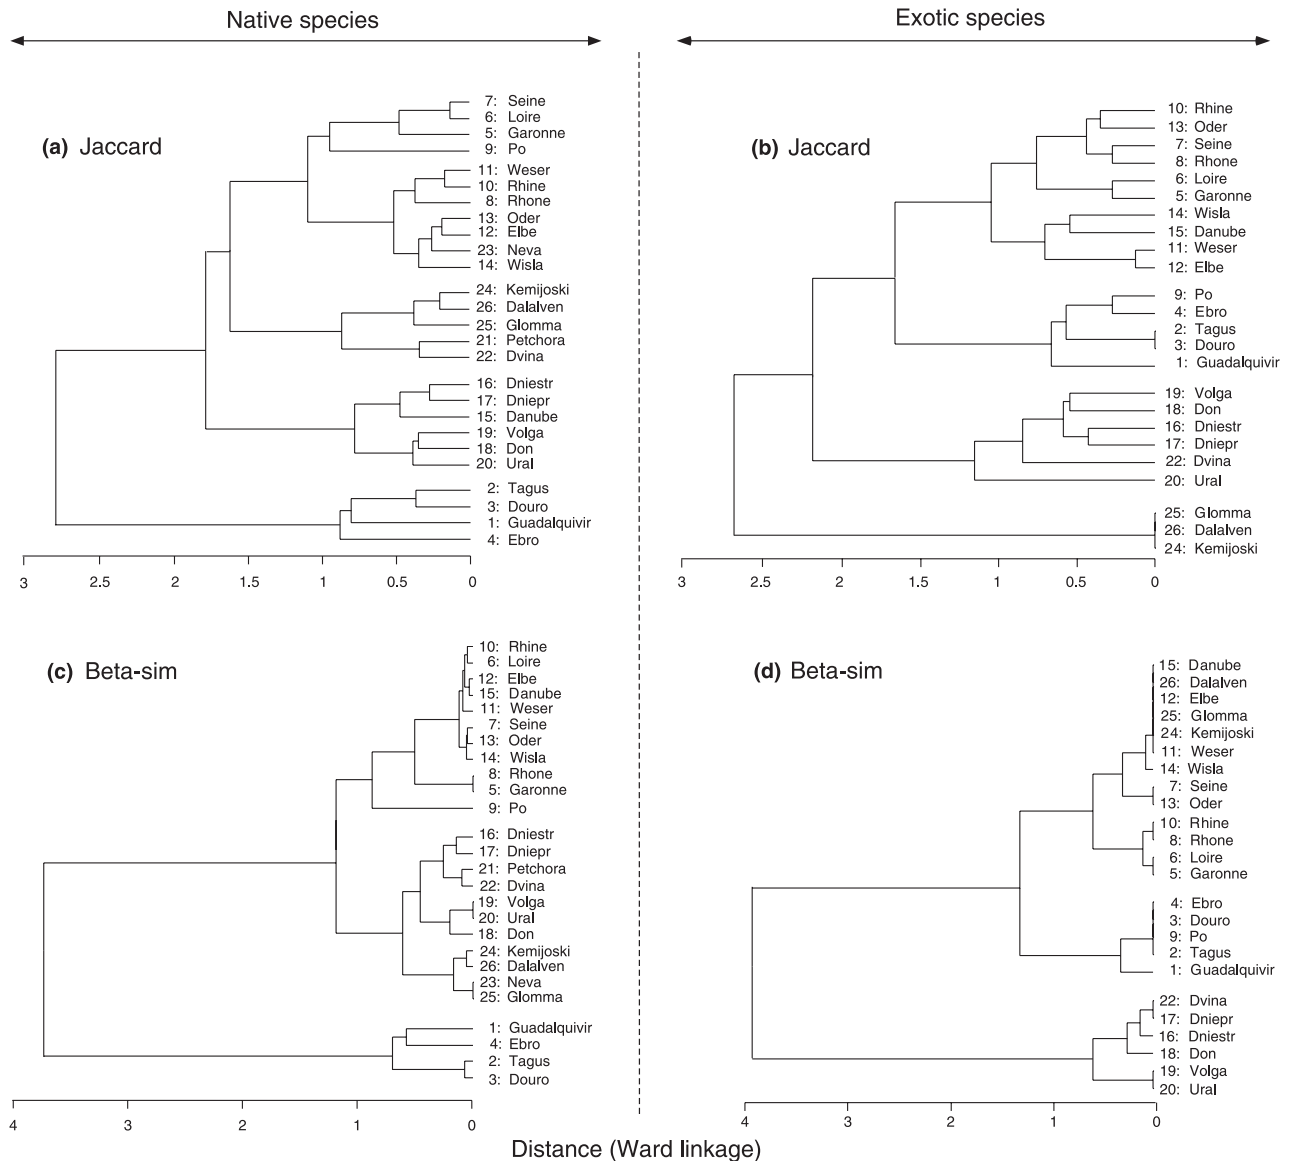 Native species
Exotic species
(a) Jaccard
7: Seine
6: Loire
5: Garonne
9: Po
11: Weser
10: Rhine
8: Rhone
13: Oder
12: Elbe
23: Neva
14: Wisla
24: Kemijoski
26: Dalalven
25: Glomma
21: Petchora
22: Dvina
16: Dniestr
17: Dniepr
15: Danube
19: Volga
18: Don
20: Ural
2: Tagus
3: Douro
1: Guadalquivir
4: Ebro
3 2.5 2 1 0.5 0
(b) Jaccard
10: Rhine
13: Oder
7: Seine
8: Rhone
6: Loire
5: Garonne
14: Wisla
15: Danube
11: Weser
12: Elbe
9: Po
4: Ebro
2: Tagus
3: Douro
1: Guadalquivir
19: Volga
18: Don
16: Dniestr
17: Dniepr
22: Dvina
20: Ural
25: Glomma
26: Dalalven
24: Kemijoski
3 2.5 2 1.5 1 0.5 0
(c) Beta-sim
10: Rhine
6: Loire
12: Elbe
15: Danube
11: Weser
7: Seine
13: Oder
14: Wisla
8: Rhone
5: Garonne
9: Po
16: Dniestr
17: Dniepr
21: Petchora
22: Dvina
19: Volga
20: Ural
18: Don
24: Kemijoski
26: Dalalven
23: Neva
25: Glomma
1: Guadalquivir
4: Ebro
2: Tagus
3: Douro
4 3 2 1 0
(d) Beta-sim
15: Danube
26: Dalalven
12: Elbe
25: Glomma
24: Kemijoski
11: Weser
14: Wisla
7: Seine
13: Oder
10: Rhine
8: Rhone
6: Loire
5: Garonne
4: Ebro
3: Douro
9: Po
2: Tagus
1: Guadalquivir
22: Dvina
17: Dniepr
16: Dniestr
18: Don
19: Volga
20: Ural
4 3 2 1 0
Distance (Ward linkage)